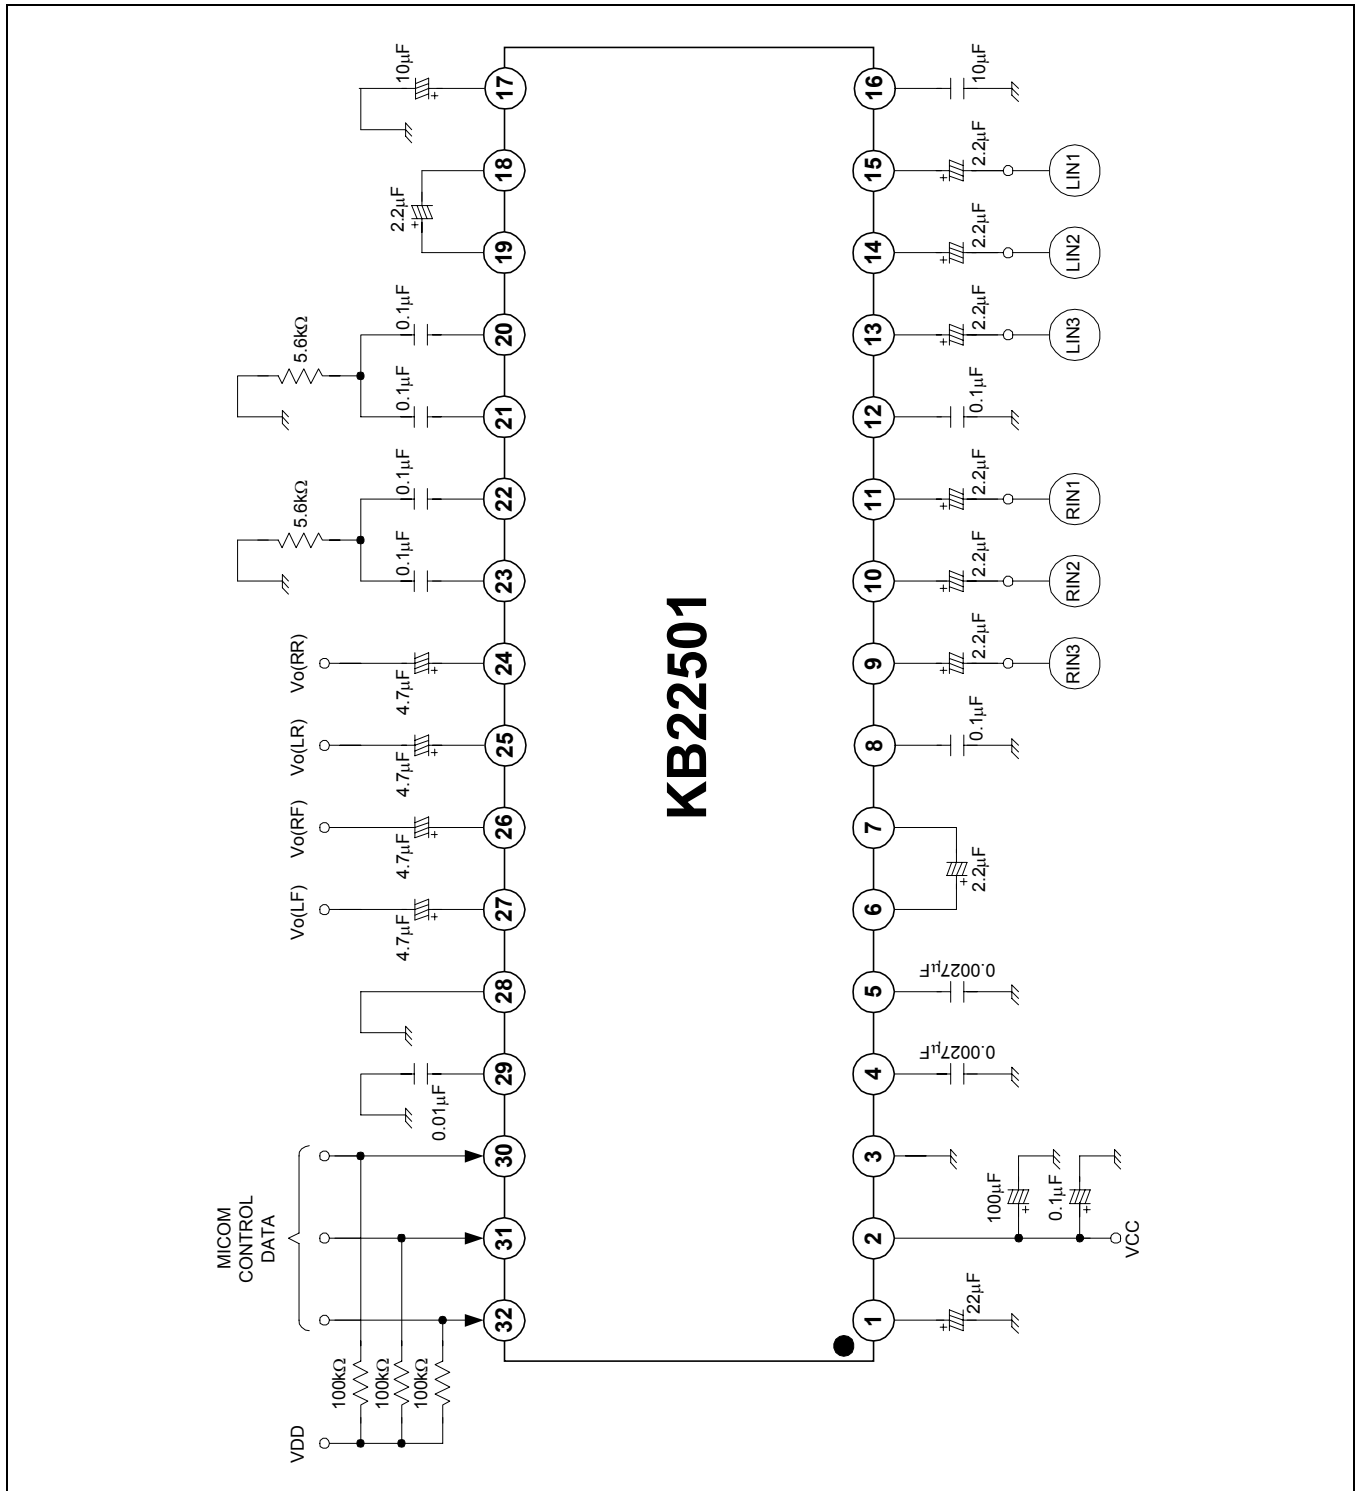 10µF
17
16
10µF
18
2.2µF
19
15
2.2µF
LIN1
14
2.2µF
LIN2
5.6kΩ
0.1µF
20
13
2.2µF
LIN3
0.1µF
21
12
0.1µF
5.6kΩ
0.1µF
22
11
2.2µF
RIN1
0.1µF
23
10
2.2µF
RIN2
KB22501
Vo(RR)
4.7µF
24
9
2.2µF
RIN3
Vo(LR)
4.7µF
25
8
0.1µF
Vo(RF)
4.7µF
26
7
2.2µF
Vo(LF)
4.7µF
27
6
28
5
0.0027µF
29
0.01µF
4
0.0027µF
30
3
MICOM
CONTROL
DATA
31
2
100µF
0.1µF
VCC
32
1
22µF
100kΩ
100kΩ
100kΩ
VDD